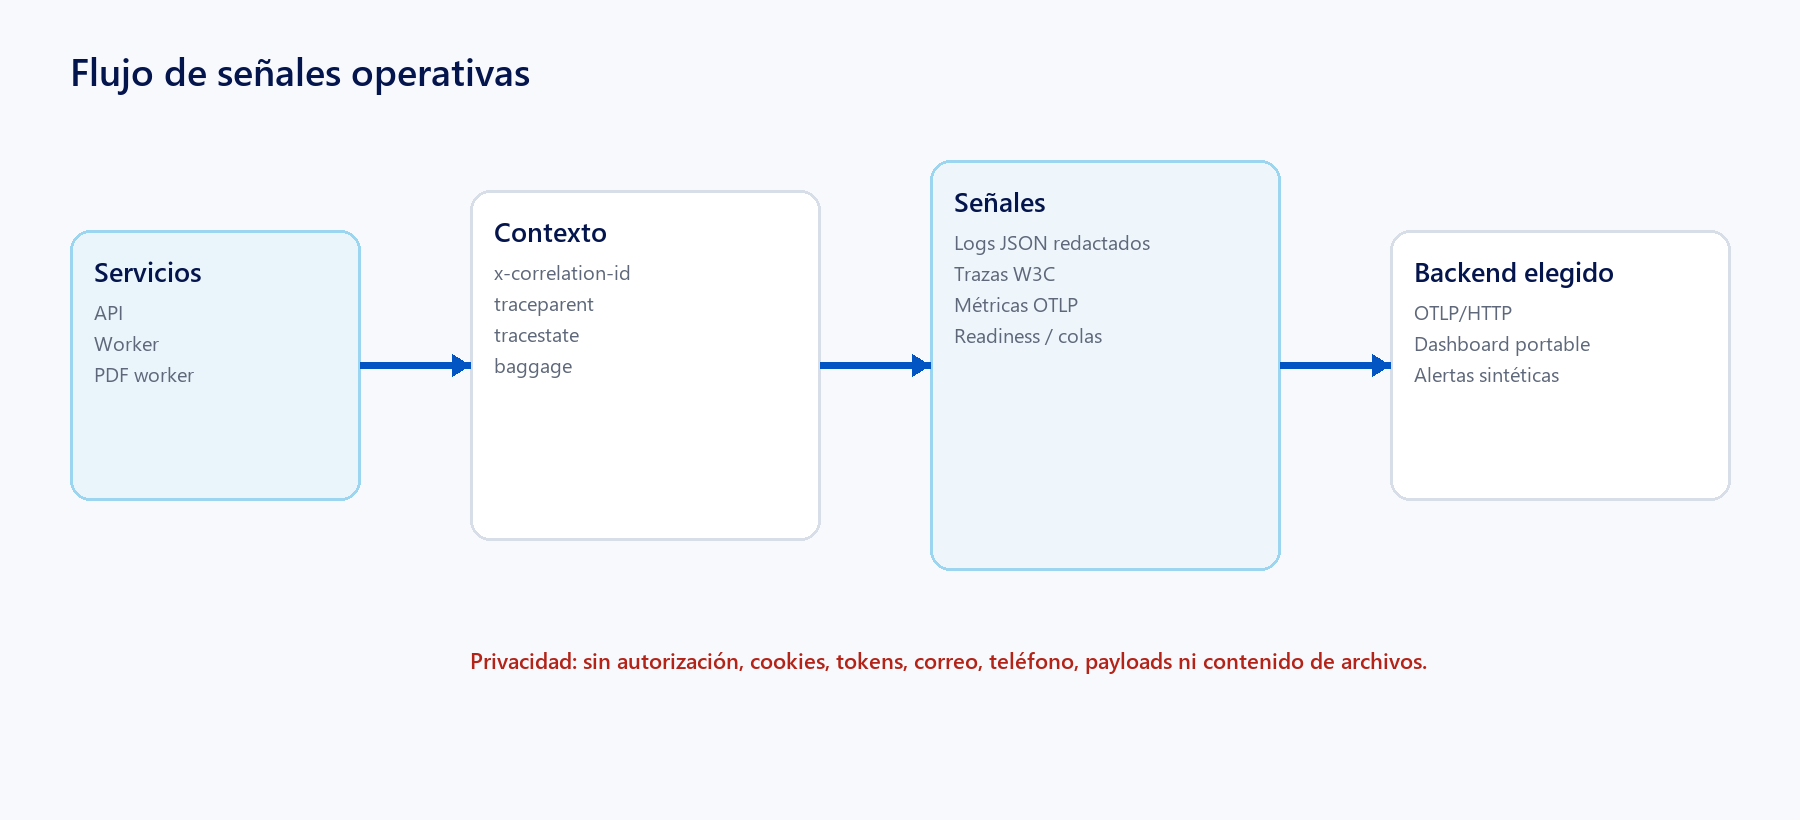 Flujo de señales operativas
Servicios
API
Worker
PDF worker
Contexto
x-correlation-id
traceparent
tracestate
baggage
Señales
Logs JSON redactados
Trazas W3C
Métricas OTLP
Readiness / colas
Backend elegido
OTLP/HTTP
Dashboard portable
Alertas sintéticas
Privacidad: sin autorización, cookies, tokens, correo, teléfono, payloads ni contenido de archivos.